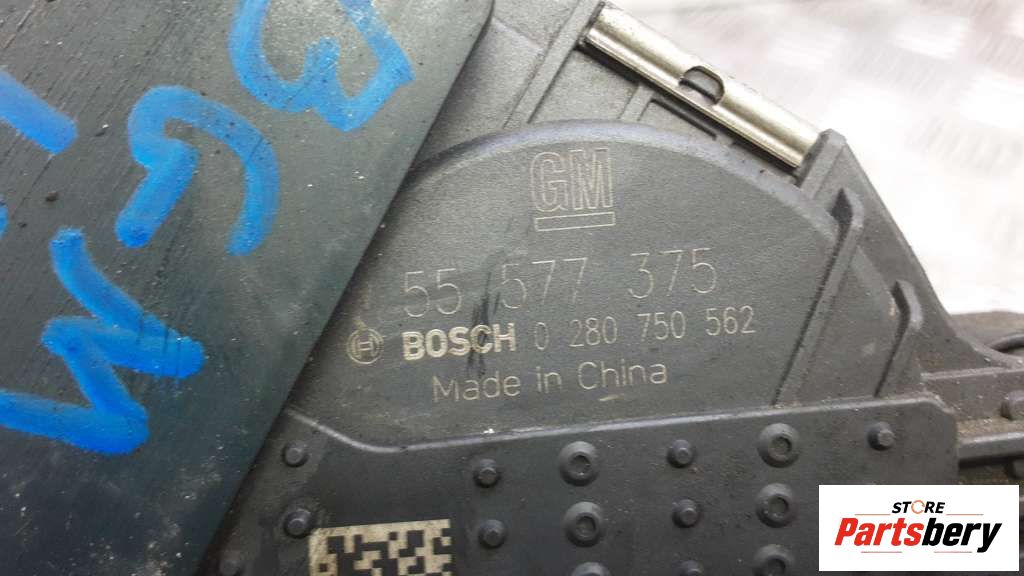 GM
55 577 375
BOSCH 0 280 750 562
Made in China
STORE
Partsbery